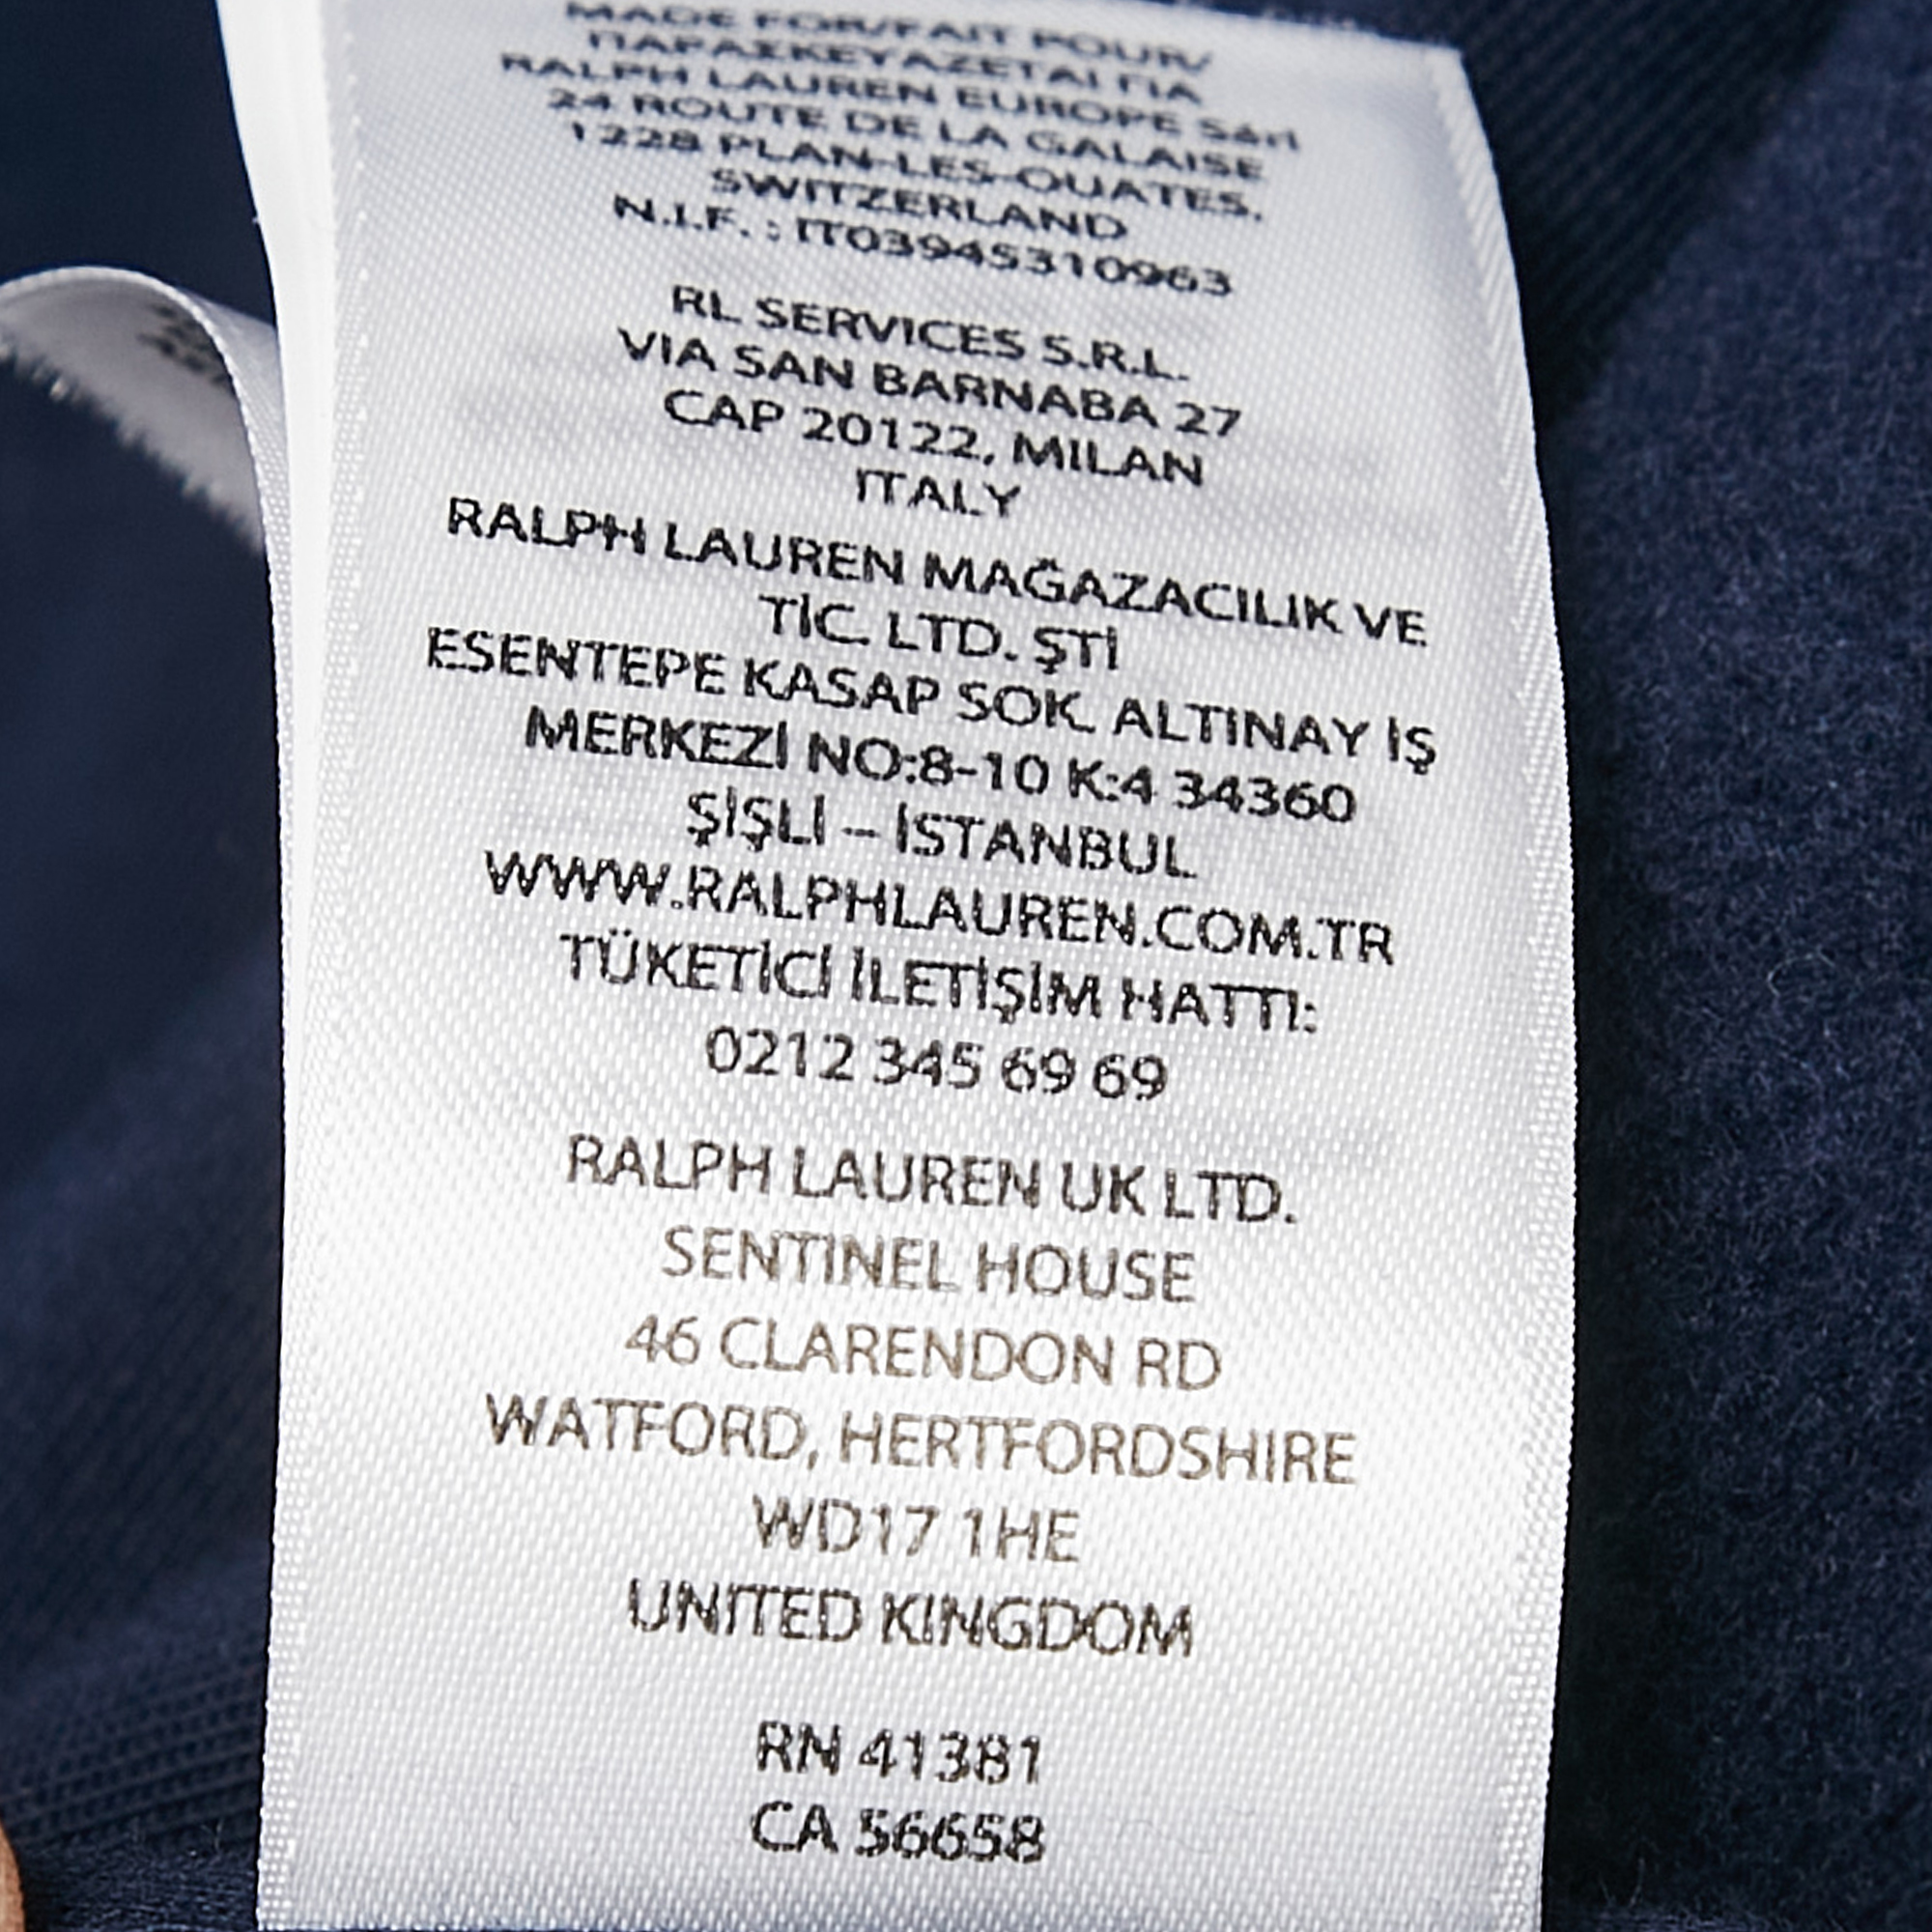 MADE FOR/FAIT POUR/
ΠΑΡΑΣΚΕΥΑΖΕΤΑΙ ΓΙΑ
RALPH LAUREN EUROPE Sárl
24 ROUTE DE LA GALAISE
1228 PLAN-LES-OUATES,
SWITZERLAND
N.I.F. : IT03945310963
RL SERVICES S.R.L.
VIA SAN BARNABA 27
CAP 20122, MILAN
ITALY
RALPH LAUREN MAĞAZACILIK VE
TİC. LTD. ŞTİ
ESENTEPE KASAP SOK. ALTINAY İŞ
MERKEZİ NO:8-10 K:4 34360
ŞİŞLİ – İSTANBUL
WWW.RALPHLAUREN.COM.TR
TÜKETİCİ İLETİŞİM HATTI:
0212 345 69 69
RALPH LAUREN UK LTD.
SENTINEL HOUSE
46 CLARENDON RD
WATFORD, HERTFORDSHIRE
WD17 1HE
UNITED KINGDOM
RN 41381
CA 56658